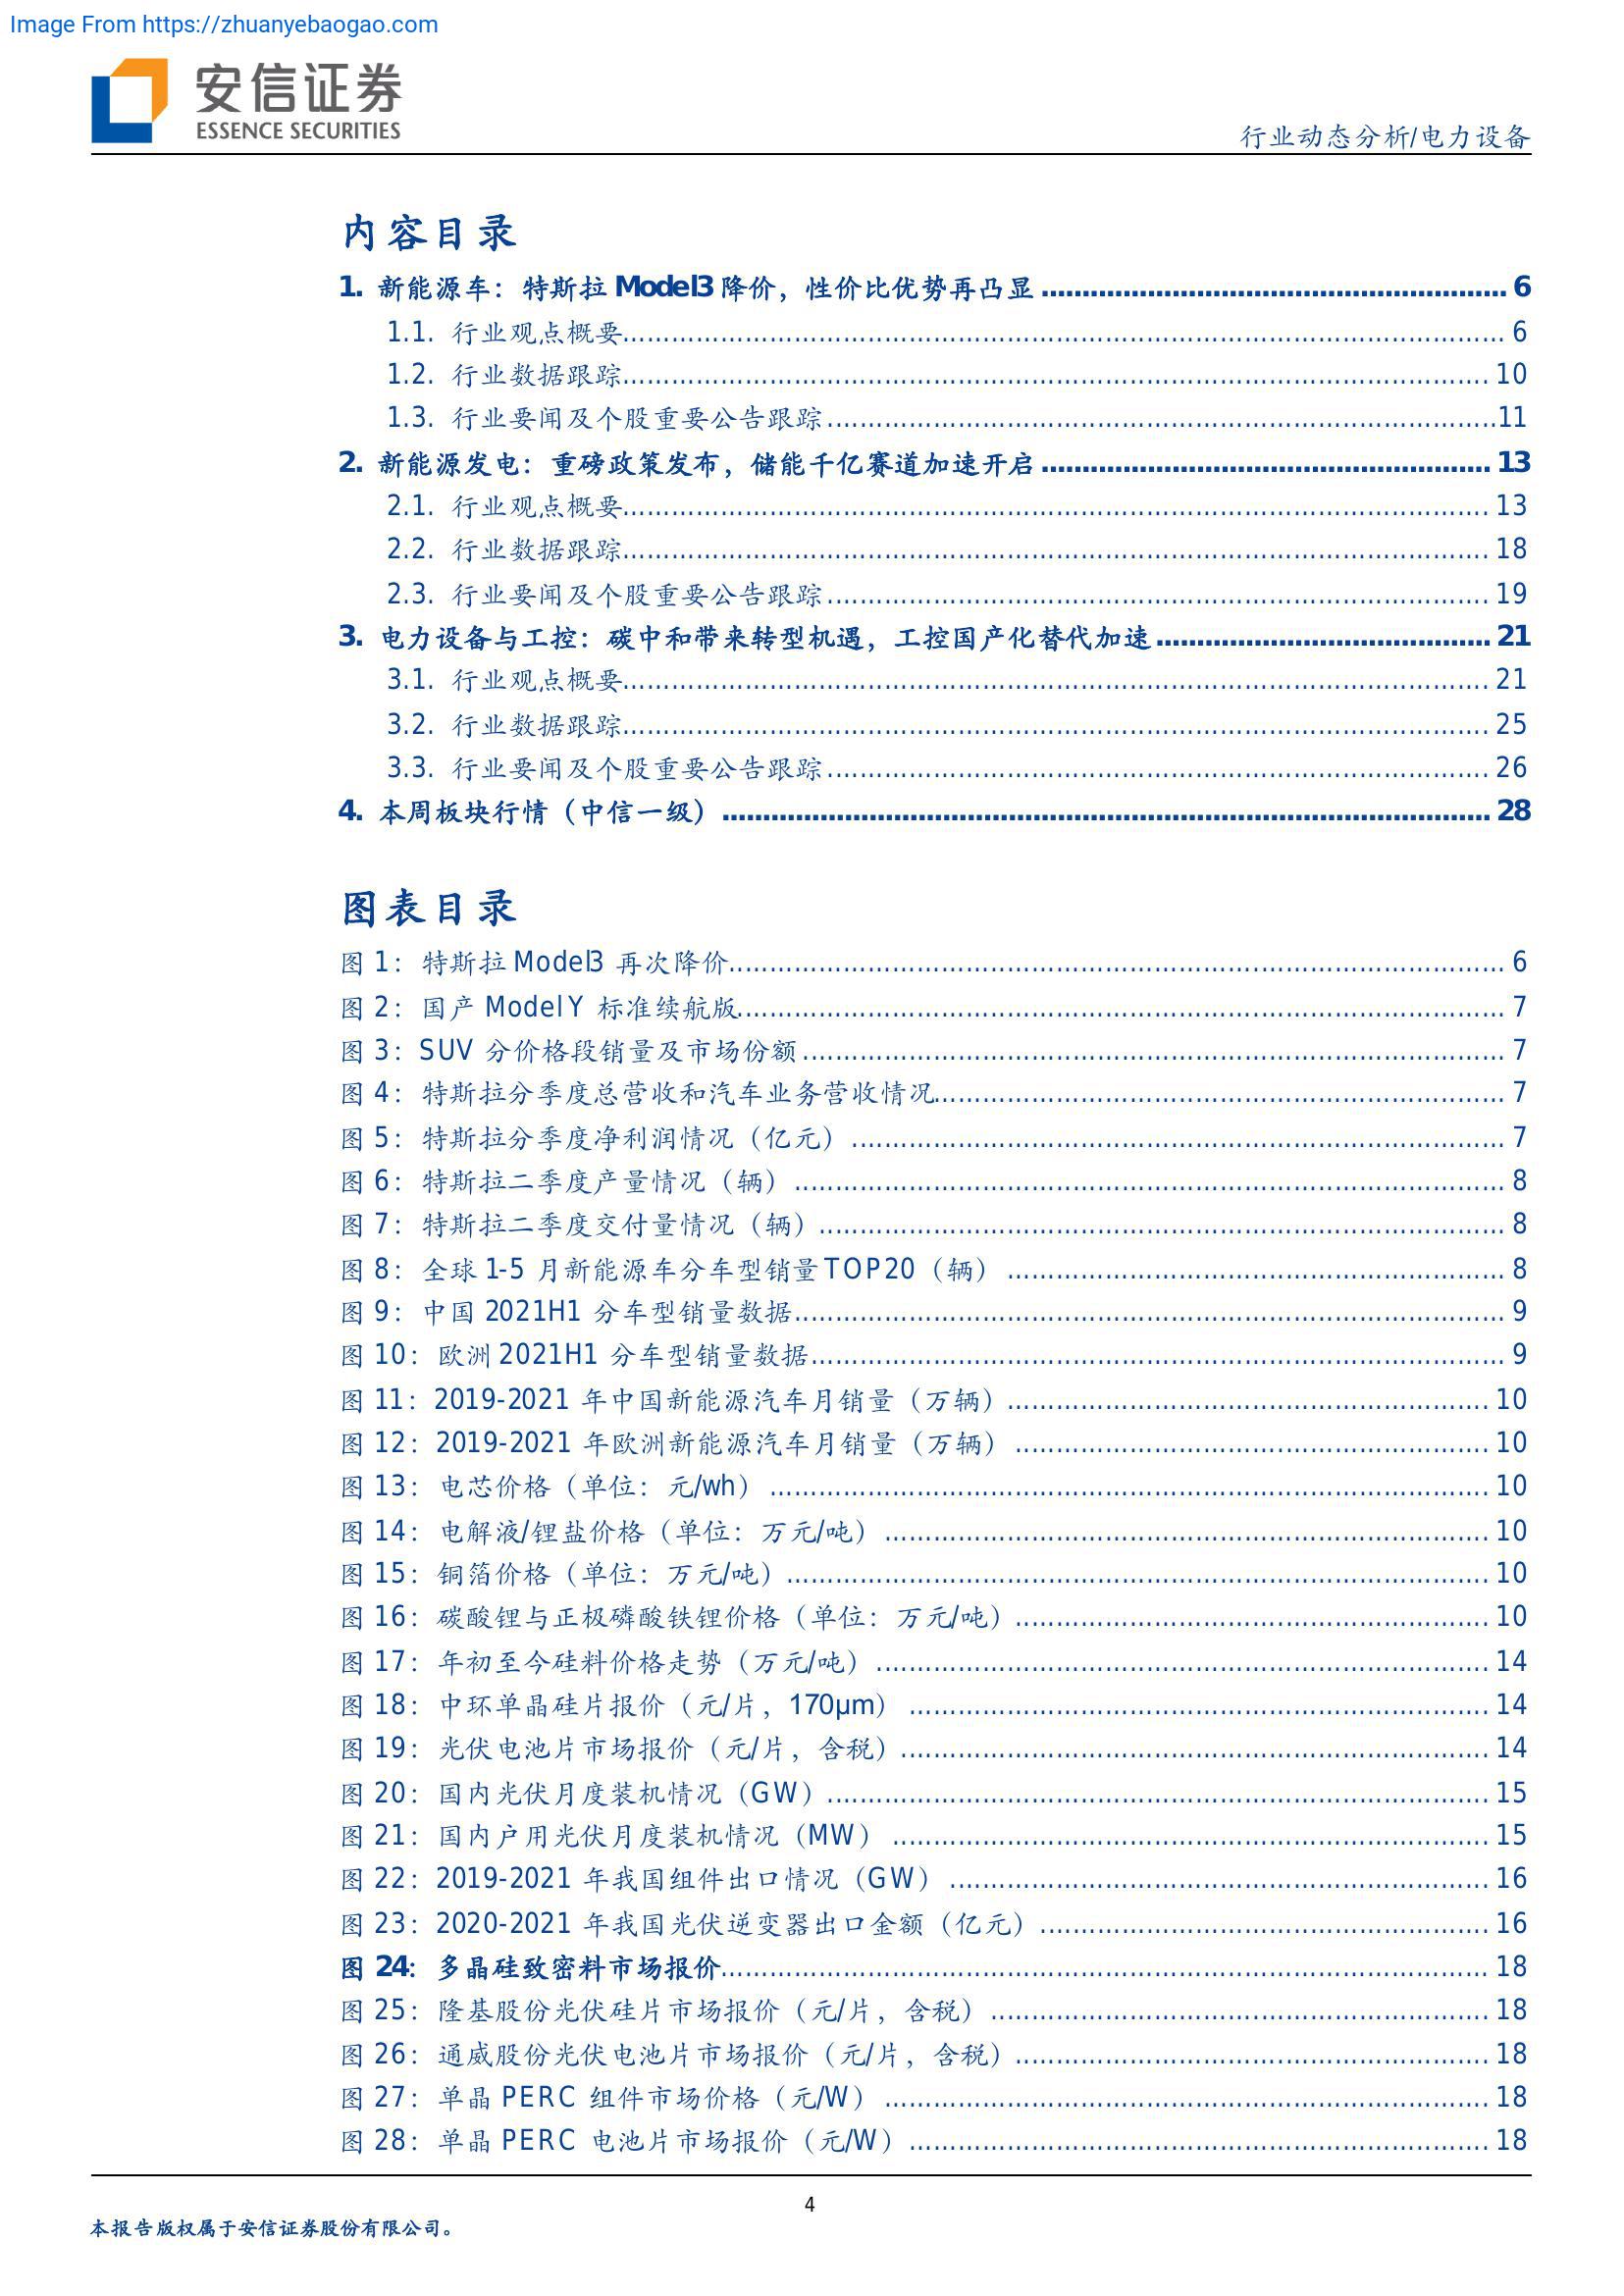 Image From https://zhuanyebaogao.com
安信证券
ESSENCE SECURITIES
行业动态分析/电力设备
内容目录
1. 新能源车：特斯拉 Model3 降价，性价比优势再凸显 ........ 6
1.1. 行业观点概要 ........ 6
1.2. 行业数据跟踪 ........ 10
1.3. 行业要闻及个股重要公告跟踪 ........ 11
2. 新能源发电：重磅政策发布，储能千亿赛道加速开启 ........ 13
2.1. 行业观点概要 ........ 13
2.2. 行业数据跟踪 ........ 18
2.3. 行业要闻及个股重要公告跟踪 ........ 19
3. 电力设备与工控：碳中和带来转型机遇，工控国产化替代加速 ........ 21
3.1. 行业观点概要 ........ 21
3.2. 行业数据跟踪 ........ 25
3.3. 行业要闻及个股重要公告跟踪 ........ 26
4. 本周板块行情（中信一级） ........ 28
图表目录
图 1：特斯拉 Model3 再次降价 ........ 6
图 2：国产 Model Y 标准续航版 ........ 7
图 3：SUV 分价格段销量及市场份额 ........ 7
图 4：特斯拉分季度总营收和汽车业务营收情况 ........ 7
图 5：特斯拉分季度净利润情况（亿元） ........ 7
图 6：特斯拉二季度产量情况（辆） ........ 8
图 7：特斯拉二季度交付量情况（辆） ........ 8
图 8：全球 1-5 月新能源车分车型销量 TOP20（辆） ........ 8
图 9：中国 2021H1 分车型销量数据 ........ 9
图 10：欧洲 2021H1 分车型销量数据 ........ 9
图 11：2019-2021 年中国新能源汽车月销量（万辆） ........ 10
图 12：2019-2021 年欧洲新能源汽车月销量（万辆） ........ 10
图 13：电芯价格（单位：元/wh） ........ 10
图 14：电解液/锂盐价格（单位：万元/吨） ........ 10
图 15：铜箔价格（单位：万元/吨） ........ 10
图 16：碳酸锂与正极磷酸铁锂价格（单位：万元/吨） ........ 10
图 17：年初至今硅料价格走势（万元/吨） ........ 14
图 18：中环单晶硅片报价（元/片，170μm） ........ 14
图 19：光伏电池片市场报价（元/片，含税） ........ 14
图 20：国内光伏月度装机情况（GW） ........ 15
图 21：国内户用光伏月度装机情况（MW） ........ 15
图 22：2019-2021 年我国组件出口情况（GW） ........ 16
图 23：2020-2021 年我国光伏逆变器出口金额（亿元） ........ 16
图 24：多晶硅致密料市场报价 ........ 18
图 25：隆基股份光伏硅片市场报价（元/片，含税） ........ 18
图 26：通威股份光伏电池片市场报价（元/片，含税） ........ 18
图 27：单晶 PERC 组件市场价格（元/W） ........ 18
图 28：单晶 PERC 电池片市场报价（元/W） ........ 18
4
本报告版权属于安信证券股份有限公司。